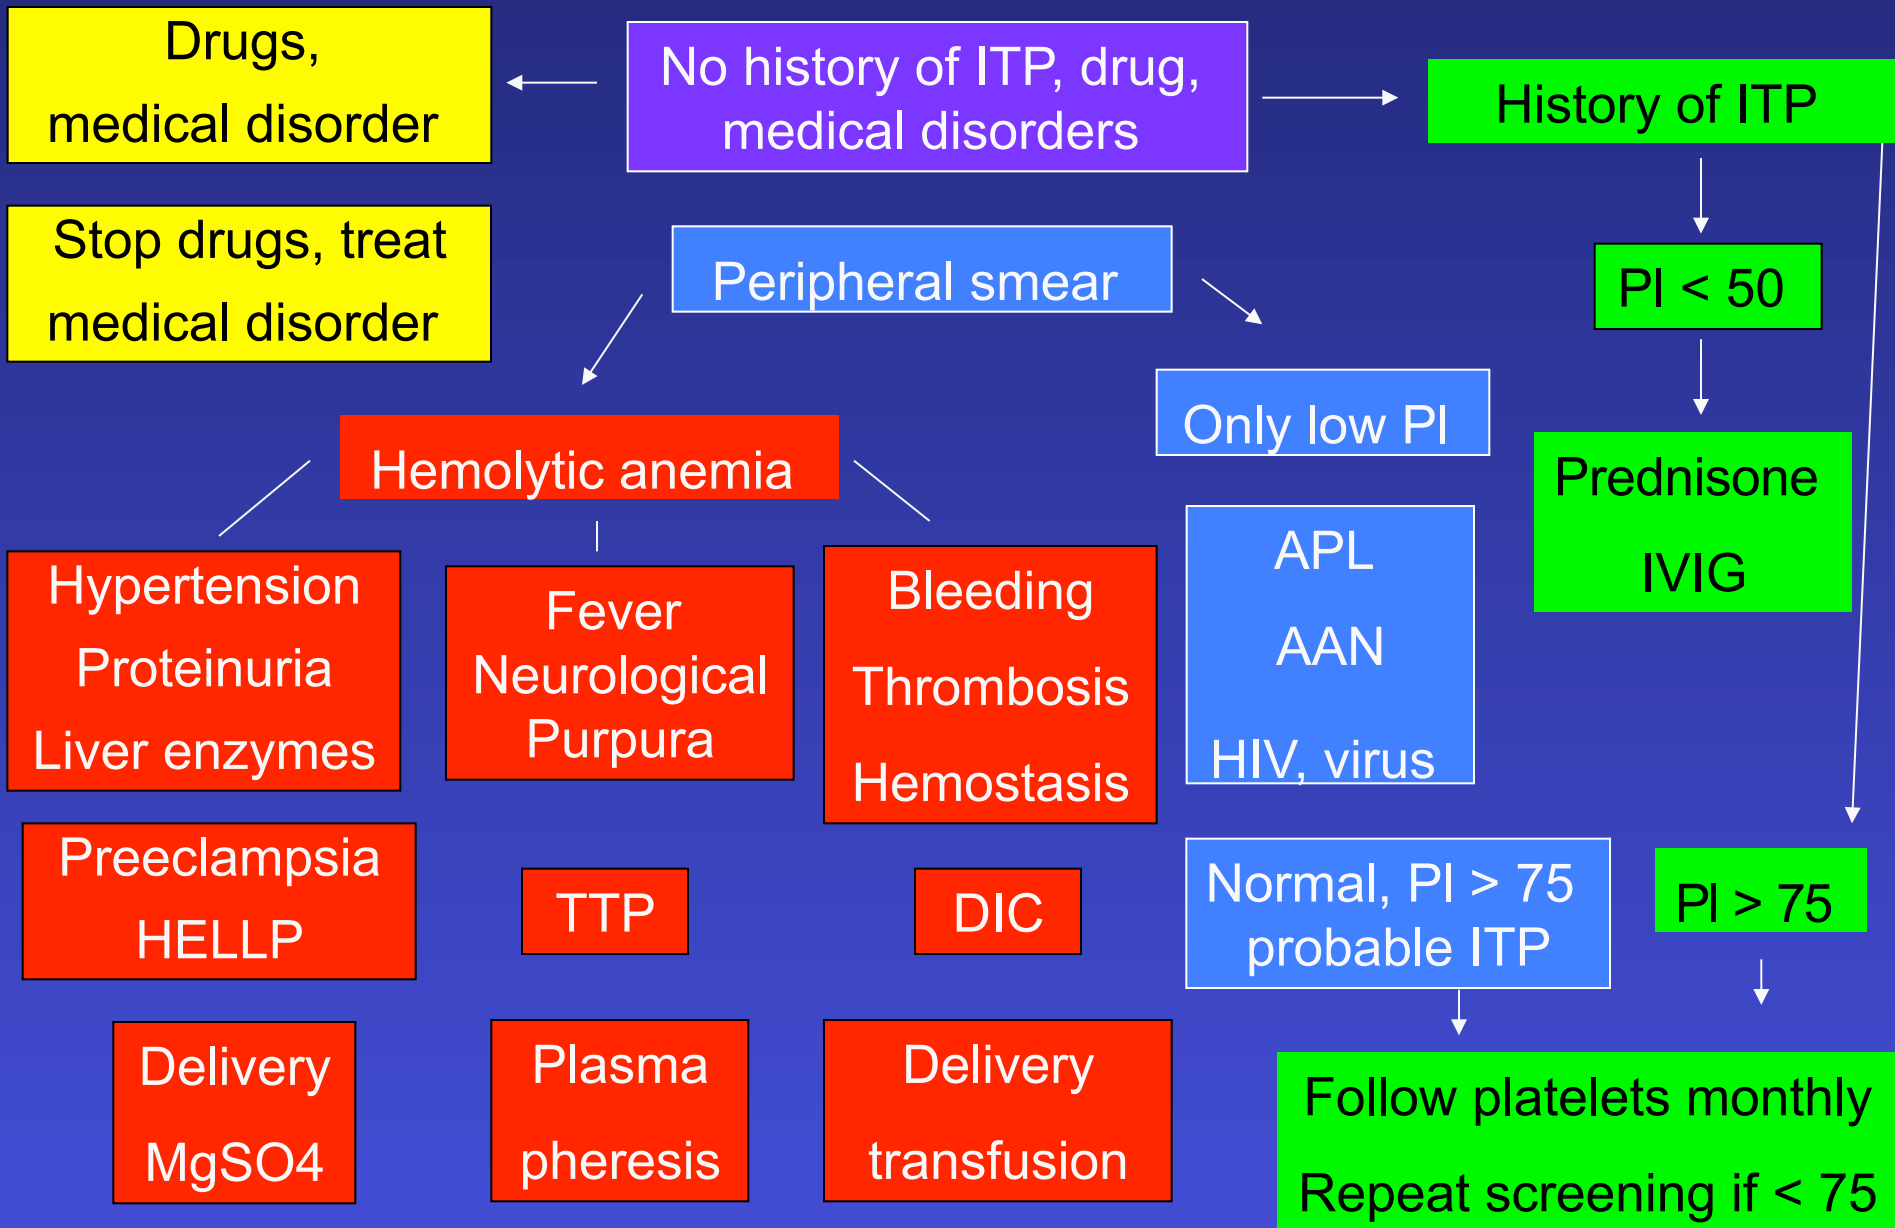 Drugs,
medical disorder
No history of ITP, drug,
medical disorders
History of ITP
Stop drugs, treat
medical disorder
Peripheral smear
Pl < 50
Only low Pl
Hemolytic anemia
Prednisone
IVIG
Hypertension
Proteinuria
Liver enzymes
Fever
Neurological
Purpura
Bleeding
Thrombosis
Hemostasis
APL
AAN
HIV, virus
Preeclampsia
HELLP
TTP
DIC
Normal, Pl > 75
probable ITP
Pl > 75
Delivery
MgSO4
Plasma
pheresis
Delivery
transfusion
Follow platelets monthly
Repeat screening if < 75